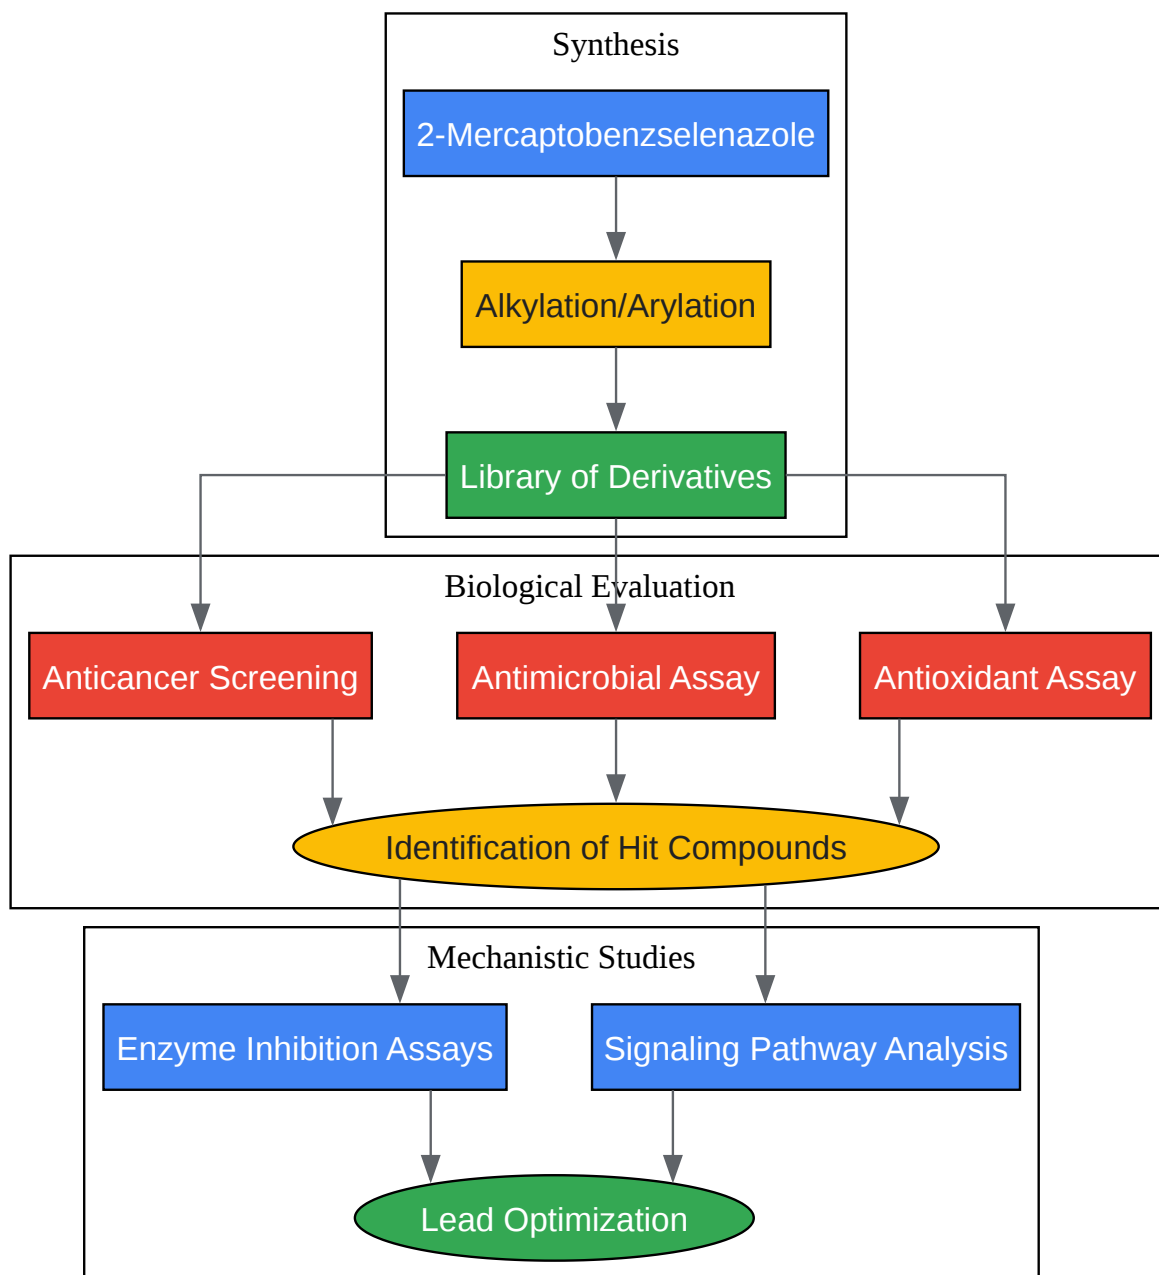 Synthesis
2-Mercaptobenzselenazole
Alkylation/Arylation
Library of Derivatives
Biological Evaluation
Anticancer Screening
Antimicrobial Assay
Antioxidant Assay
Identification of Hit Compounds
Mechanistic Studies
Enzyme Inhibition Assays
Signaling Pathway Analysis
Lead Optimization